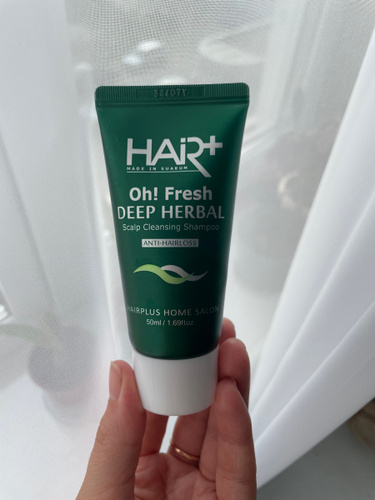 HAiR+
MADE IN SUABUM
Oh! Fresh
DEEP HERBAL
Scalp Cleansing Shampoo
ANTI-HAIRLOSS
HAIRPLUS HOME SALON
50ml / 1.69fl.oz